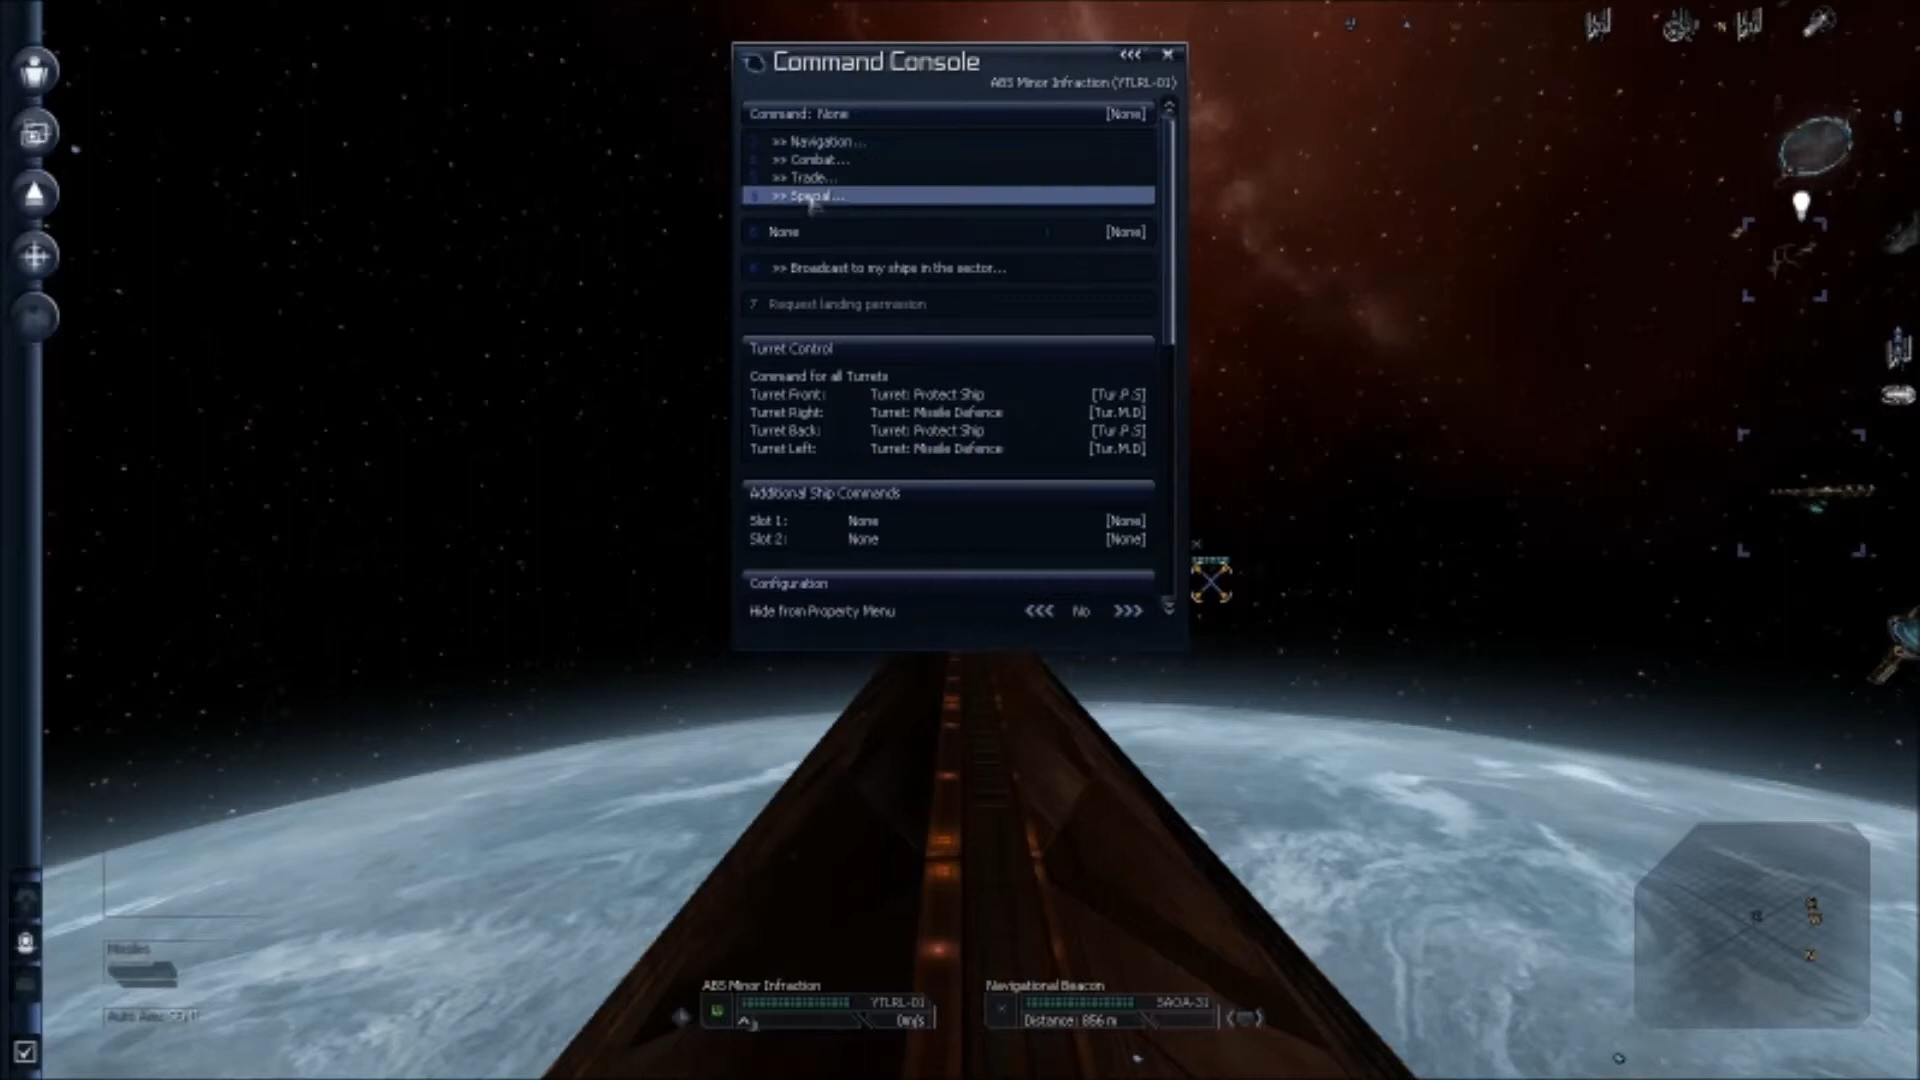 Command Console
ABS Minor Infraction (YTLRL-01)
Command: None [None]
>> Navigation...
>> Combat...
>> Trade...
>> Special...
None [None]
>> Broadcast to my ships in the sector...
7 Request landing permission
Turret Control
Command for all Turrets
Turret Front: Turret: Protect Ship [Tur.P.S]
Turret Right: Turret: Missile Defence [Tur.M.D]
Turret Back: Turret: Protect Ship [Tur.P.S]
Turret Left: Turret: Missile Defence [Tur.M.D]
Additional Ship Commands
Slot 1: None [None]
Slot 2: None [None]
Configuration
Hide from Property Menu <<< No >>>
Missiles
ABS Minor Infraction
YTLRL-01
0m/s
Navigational Beacon
SAOA-31
Distance: 856 m